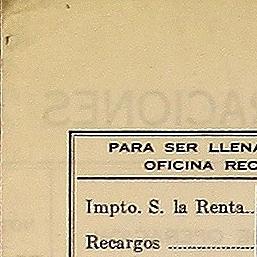 PARA SER LLENA
OFICINA REC
Impto. S. la Renta..
Recargos ....................